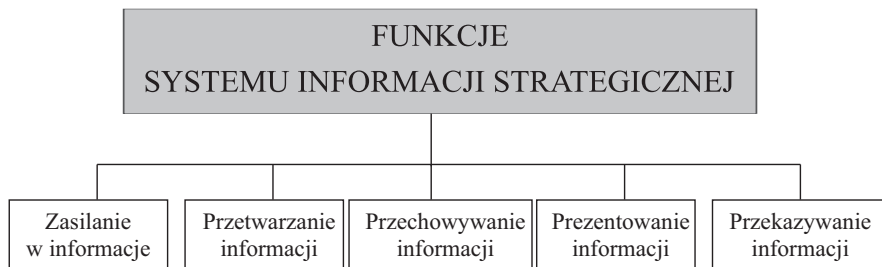 FUNKCJE
SYSTEMU INFORMACJI STRATEGICZNEJ
Zasilanie
w informacje
Przetwarzanie
informacji
Przechowywanie
informacji
Prezentowanie
informacji
Przekazywanie
informacji